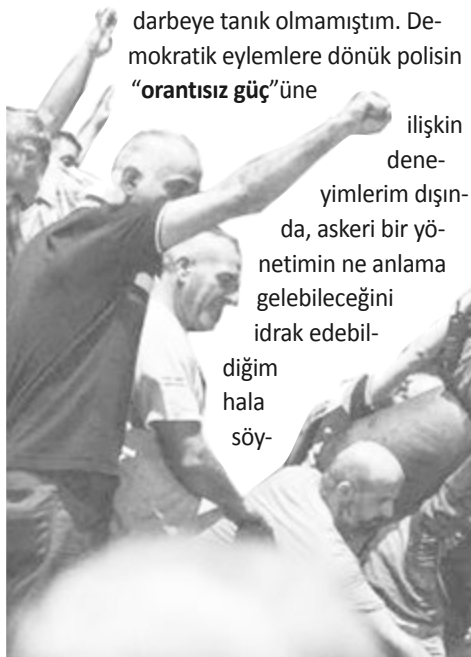 darbeye tanık olmamıştım. De-
mokratik eylemlere dönük polisin
“orantısız güç”üne
ilişkin
dene-
yimlerim dışın-
da, askeri bir yö-
netimin ne anlama
gelebileceğini
idrak edebil-
diğim
hala
söy-